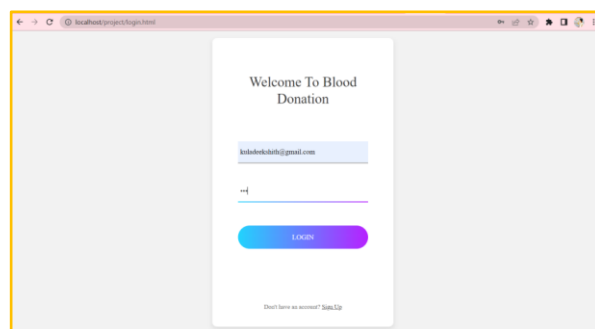 localhost/project/login.html
Welcome To Blood
Donation
kuladeekshith@gmail.com
•••
LOGIN
Don't have an account? Sign Up